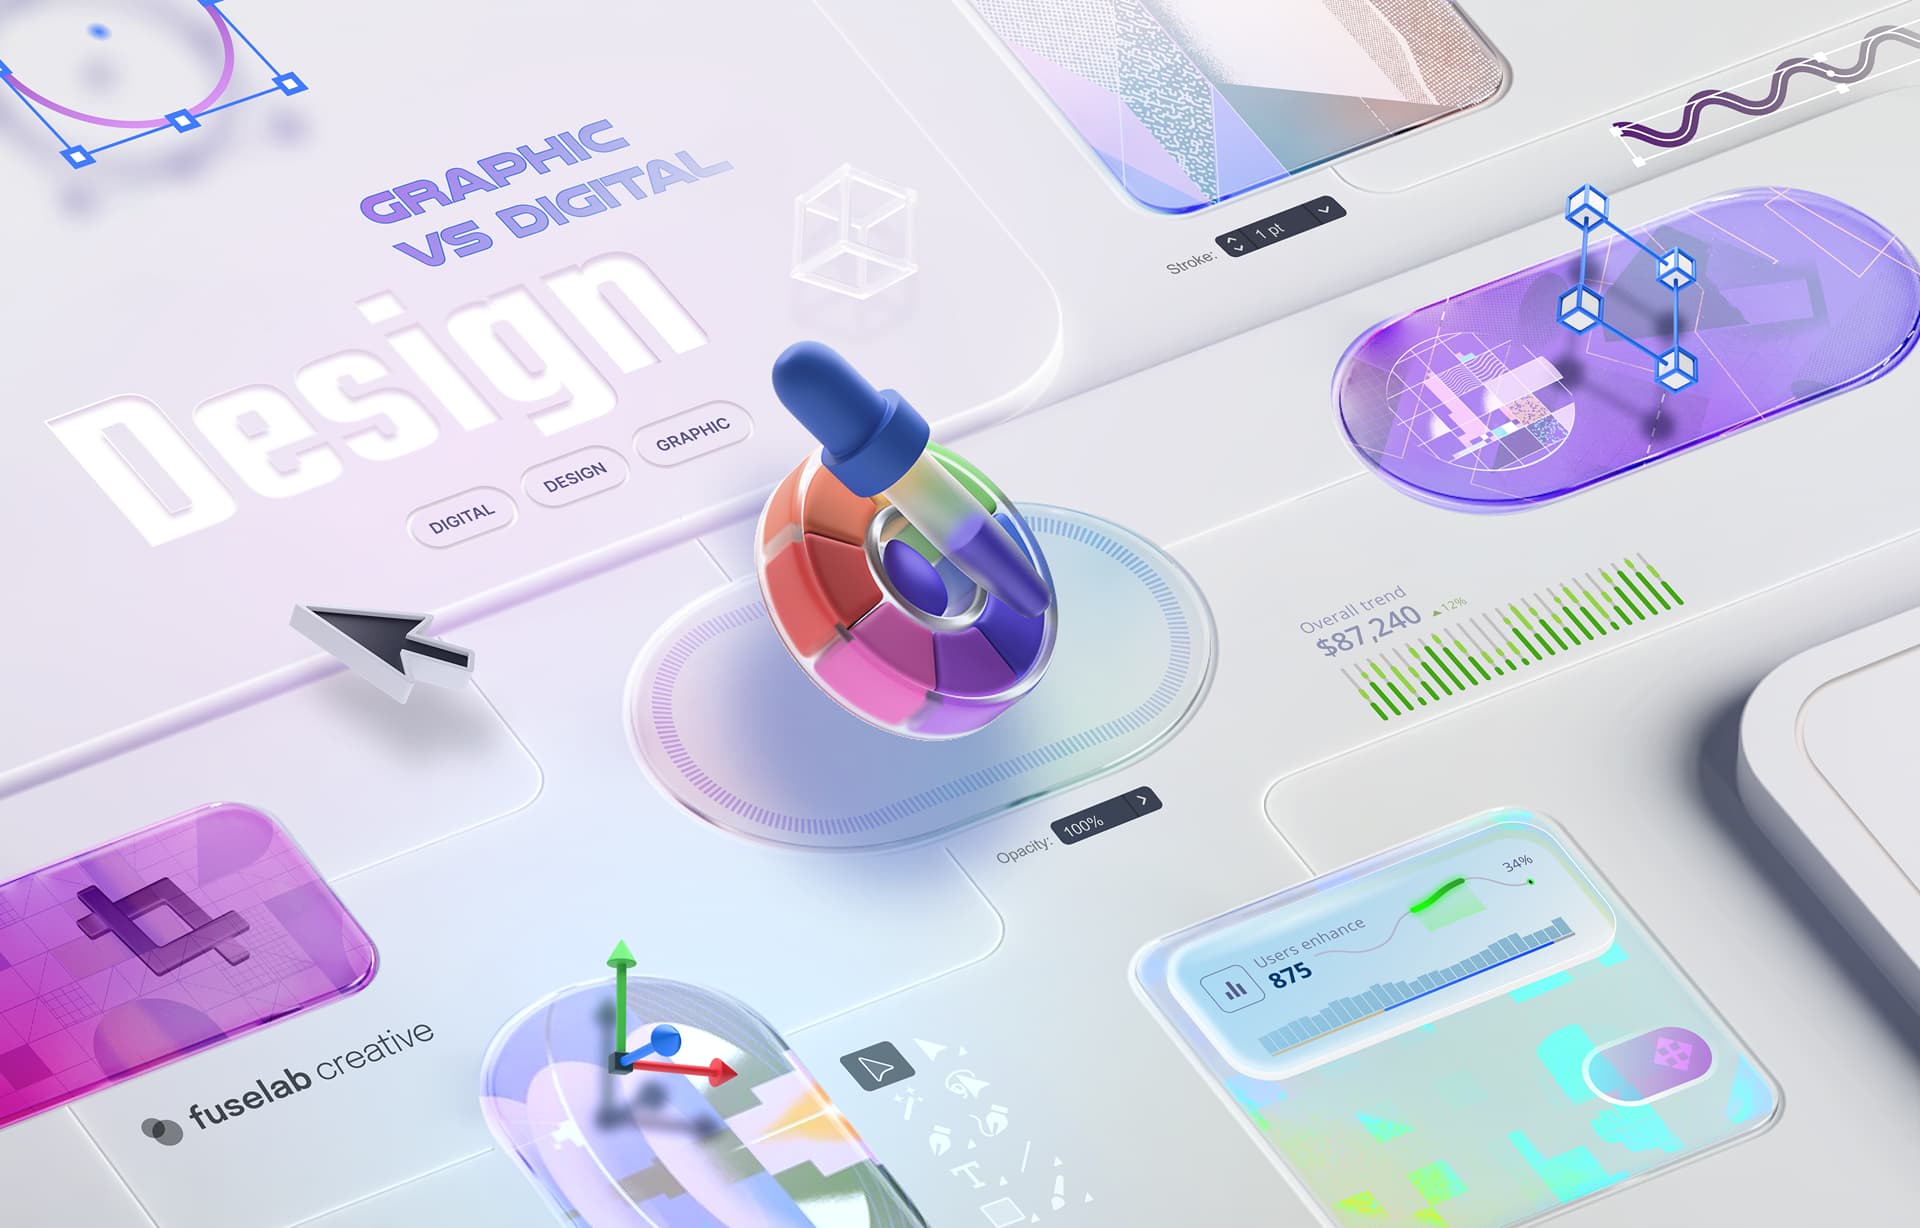 GRAPHIC
VS DIGITAL
Design
DIGITAL
DESIGN
GRAPHIC
Stroke: 1 pt
Overall trend
$87,240 ▲12%
Opacity: 100%
34%
Users enhance
875
fuselab creative
T